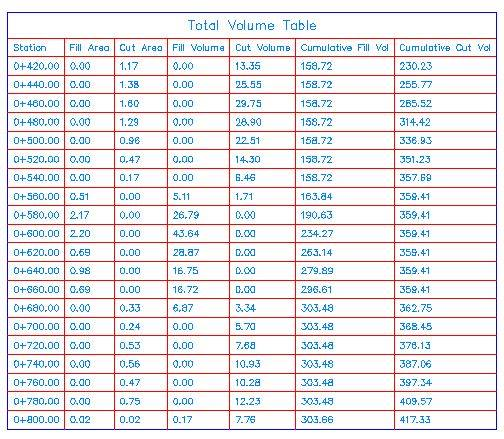 Total Volume Table
Station Fill Area Cut Area Fill Volume Cut Volume Cumulative Fill Vol Cumulative Cut Vol
0+420.00 0.00 1.17 0.00 13.35 158.72 230.23
0+440.00 0.00 1.38 0.00 25.55 158.72 255.77
0+460.00 0.00 1.60 0.00 29.75 158.72 285.52
0+480.00 0.00 1.29 0.00 28.90 158.72 314.42
0+500.00 0.00 0.96 0.00 22.51 158.72 336.93
0+520.00 0.00 0.47 0.00 14.30 158.72 351.23
0+540.00 0.00 0.17 0.00 6.46 158.72 357.69
0+560.00 0.51 0.00 5.11 1.71 163.84 359.41
0+580.00 2.17 0.00 26.79 0.00 190.63 359.41
0+600.00 2.20 0.00 43.64 0.00 234.27 359.41
0+620.00 0.69 0.00 28.87 0.00 263.14 359.41
0+640.00 0.98 0.00 16.75 0.00 279.89 359.41
0+660.00 0.69 0.00 16.72 0.00 296.61 359.41
0+680.00 0.00 0.33 6.87 3.34 303.48 362.75
0+700.00 0.00 0.24 0.00 5.70 303.48 368.45
0+720.00 0.00 0.53 0.00 7.68 303.48 376.13
0+740.00 0.00 0.56 0.00 10.93 303.48 387.06
0+760.00 0.00 0.47 0.00 10.28 303.48 397.34
0+780.00 0.00 0.75 0.00 12.23 303.48 409.57
0+800.00 0.02 0.02 0.17 7.76 303.66 417.33